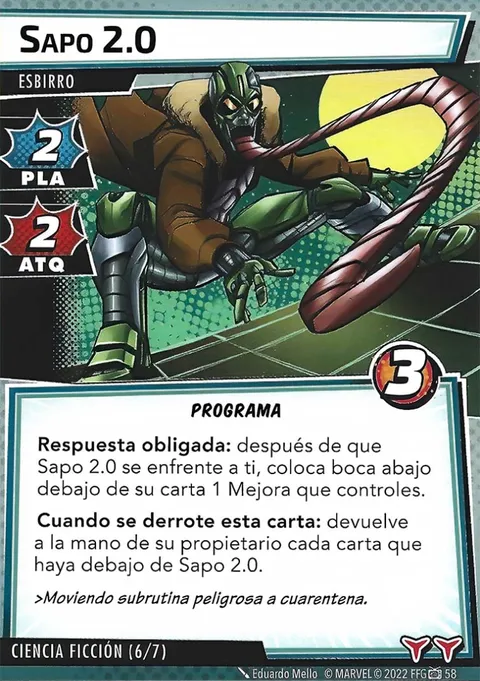 SAPO 2.0
ESBIRRO
2
PLA
2
ATQ
3
PROGRAMA
Respuesta obligada: después de que
Sapo 2.0 se enfrente a ti, coloca boca abajo
debajo de su carta 1 Mejora que controles.
Cuando se derrote esta carta: devuelve
a la mano de su propietario cada carta que
haya debajo de Sapo 2.0.
>Moviendo subrutina peligrosa a cuarentena.
CIENCIA FICCIÓN (6/7)
Eduardo Mello © MARVEL © 2022 FFG 58